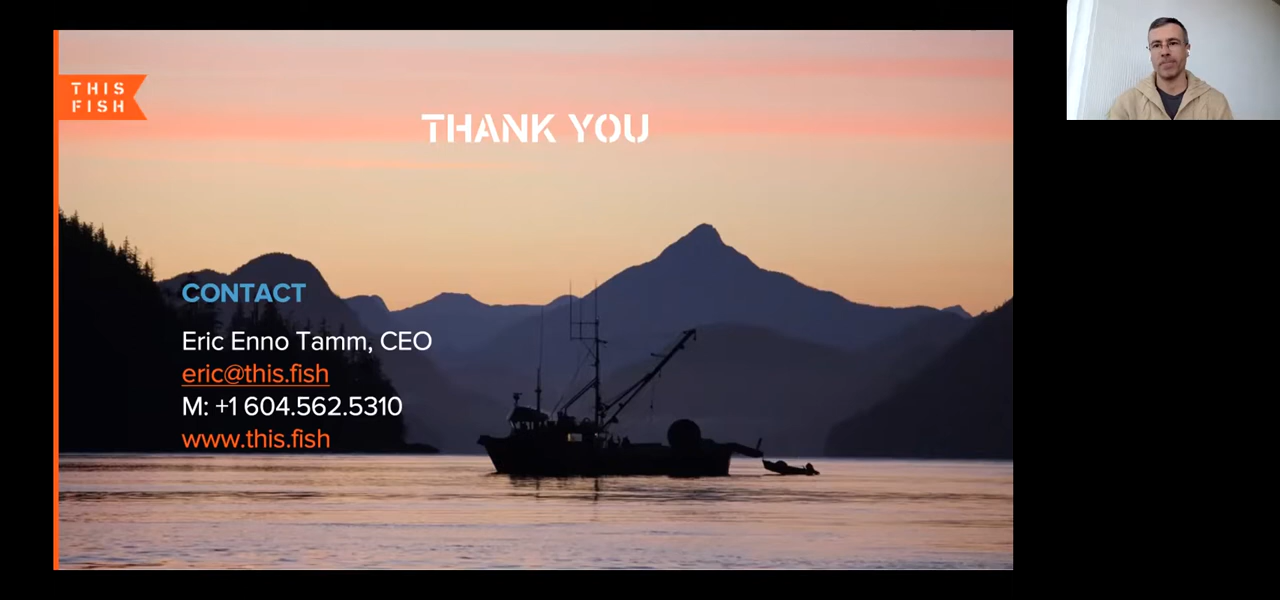 THIS
FISH
THANK YOU
CONTACT
Eric Enno Tamm, CEO
eric@this.fish
M: +1 604.562.5310
www.this.fish